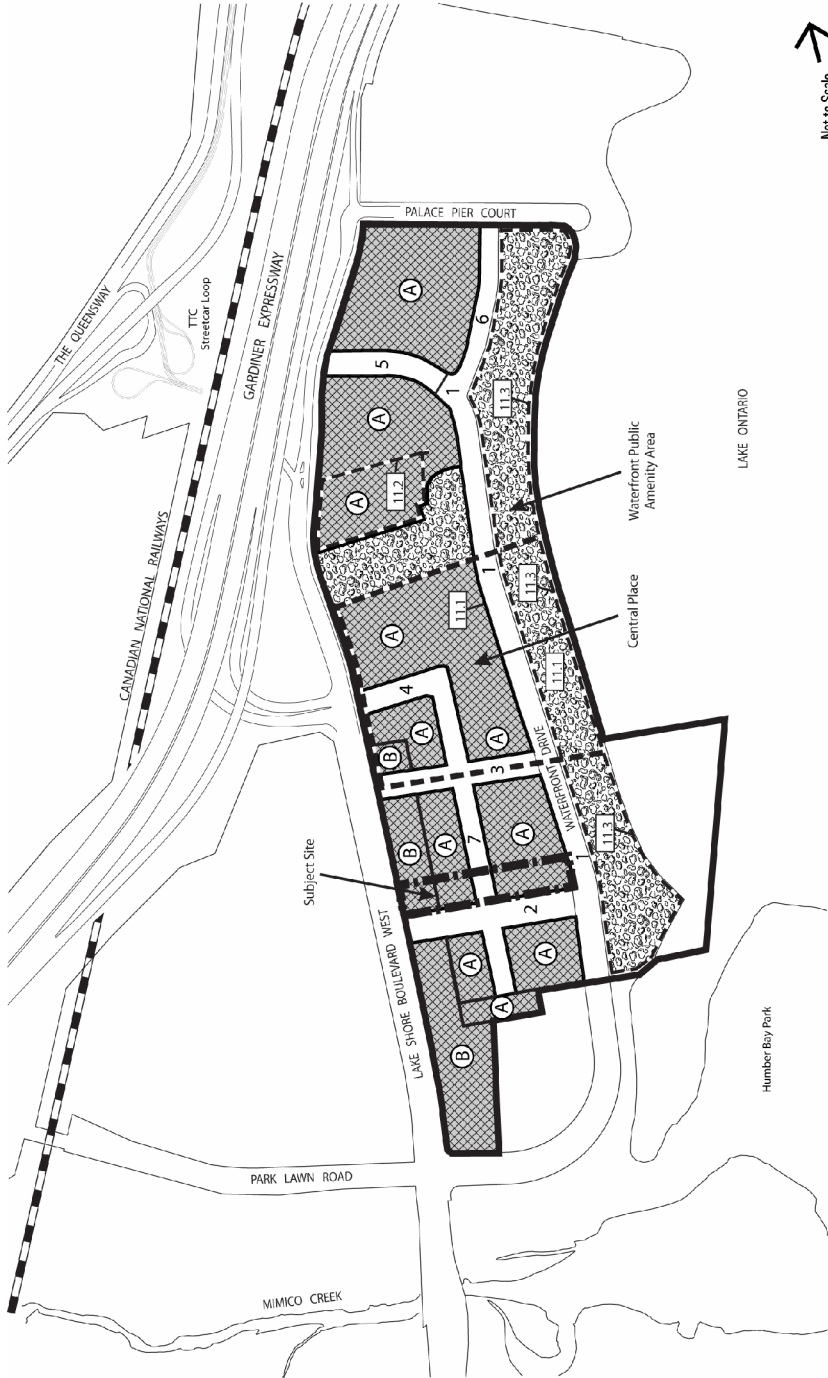 THE QUEENSWAY
TTC
Streetcar Loop
GARDINER EXPRESSWAY
PALACE PIER COURT
CANADIAN NATIONAL RAILWAYS
A
6
5
1
11.3
A
A
11.2
Waterfront Public
Amenity Area
LAKE ONTARIO
A
11.1
1
11.3
11.1
Central Place
4
B
A
A
3
WATERFRONT DRIVE
Subject Site
B
A
7
A
1
11.3
LAKE SHORE BOULEVARD WEST
2
A
A
A
B
Humber Bay Park
PARK LAWN ROAD
MIMICO CREEK